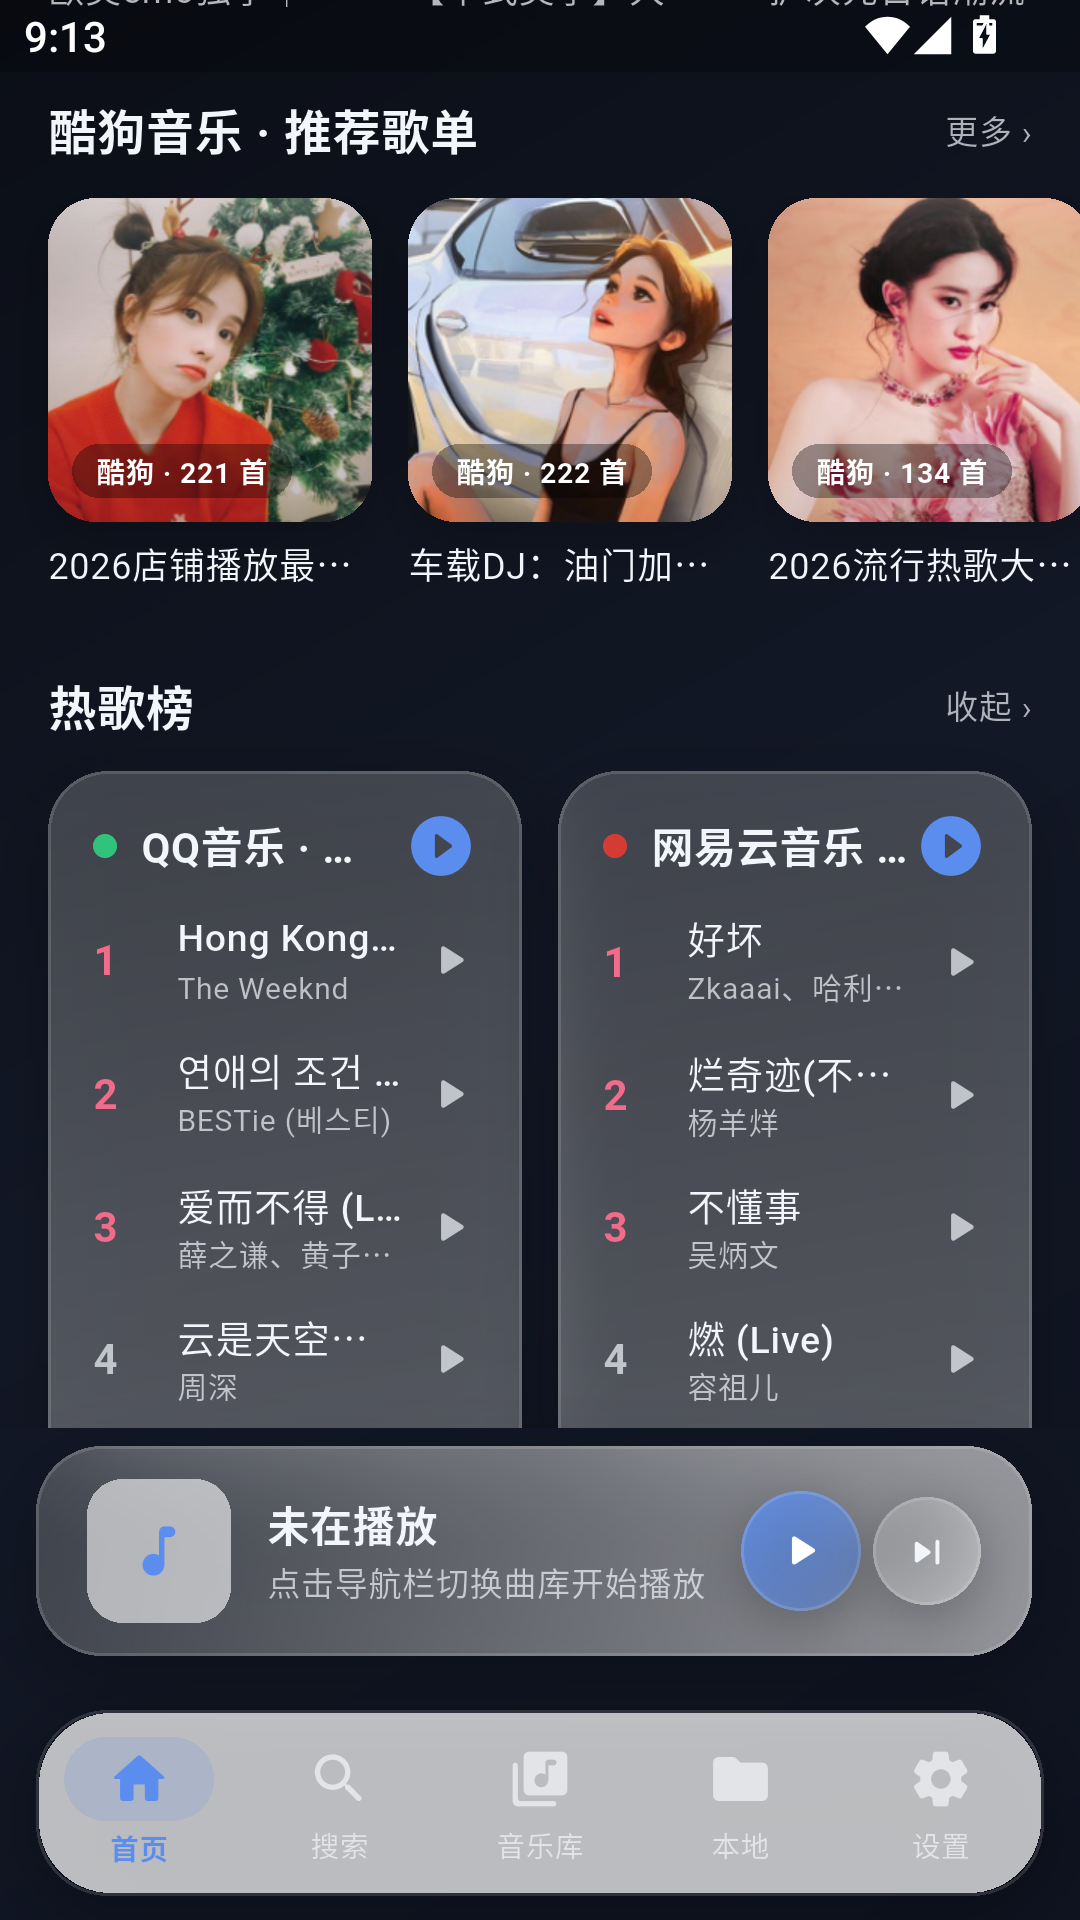 9:13
酷狗音乐 · 推荐歌单
更多 ›
酷狗 · 221 首
酷狗 · 222 首
酷狗 · 134 首
2026店铺播放最…
车载DJ：油门加…
2026流行热歌大…
热歌榜
收起 ›
QQ音乐 · …
1
Hong Kong…
The Weeknd
2
연애의 조건 …
BESTie (베스티)
3
爱而不得 (L…
薛之谦、黄子…
4
云是天空…
周深
网易云音乐 …
1
好坏
Zkaaai、哈利…
2
烂奇迹(不…
杨羊烊
3
不懂事
吴炳文
4
燃 (Live)
容祖儿
未在播放
点击导航栏切换曲库开始播放
首页
搜索
音乐库
本地
设置